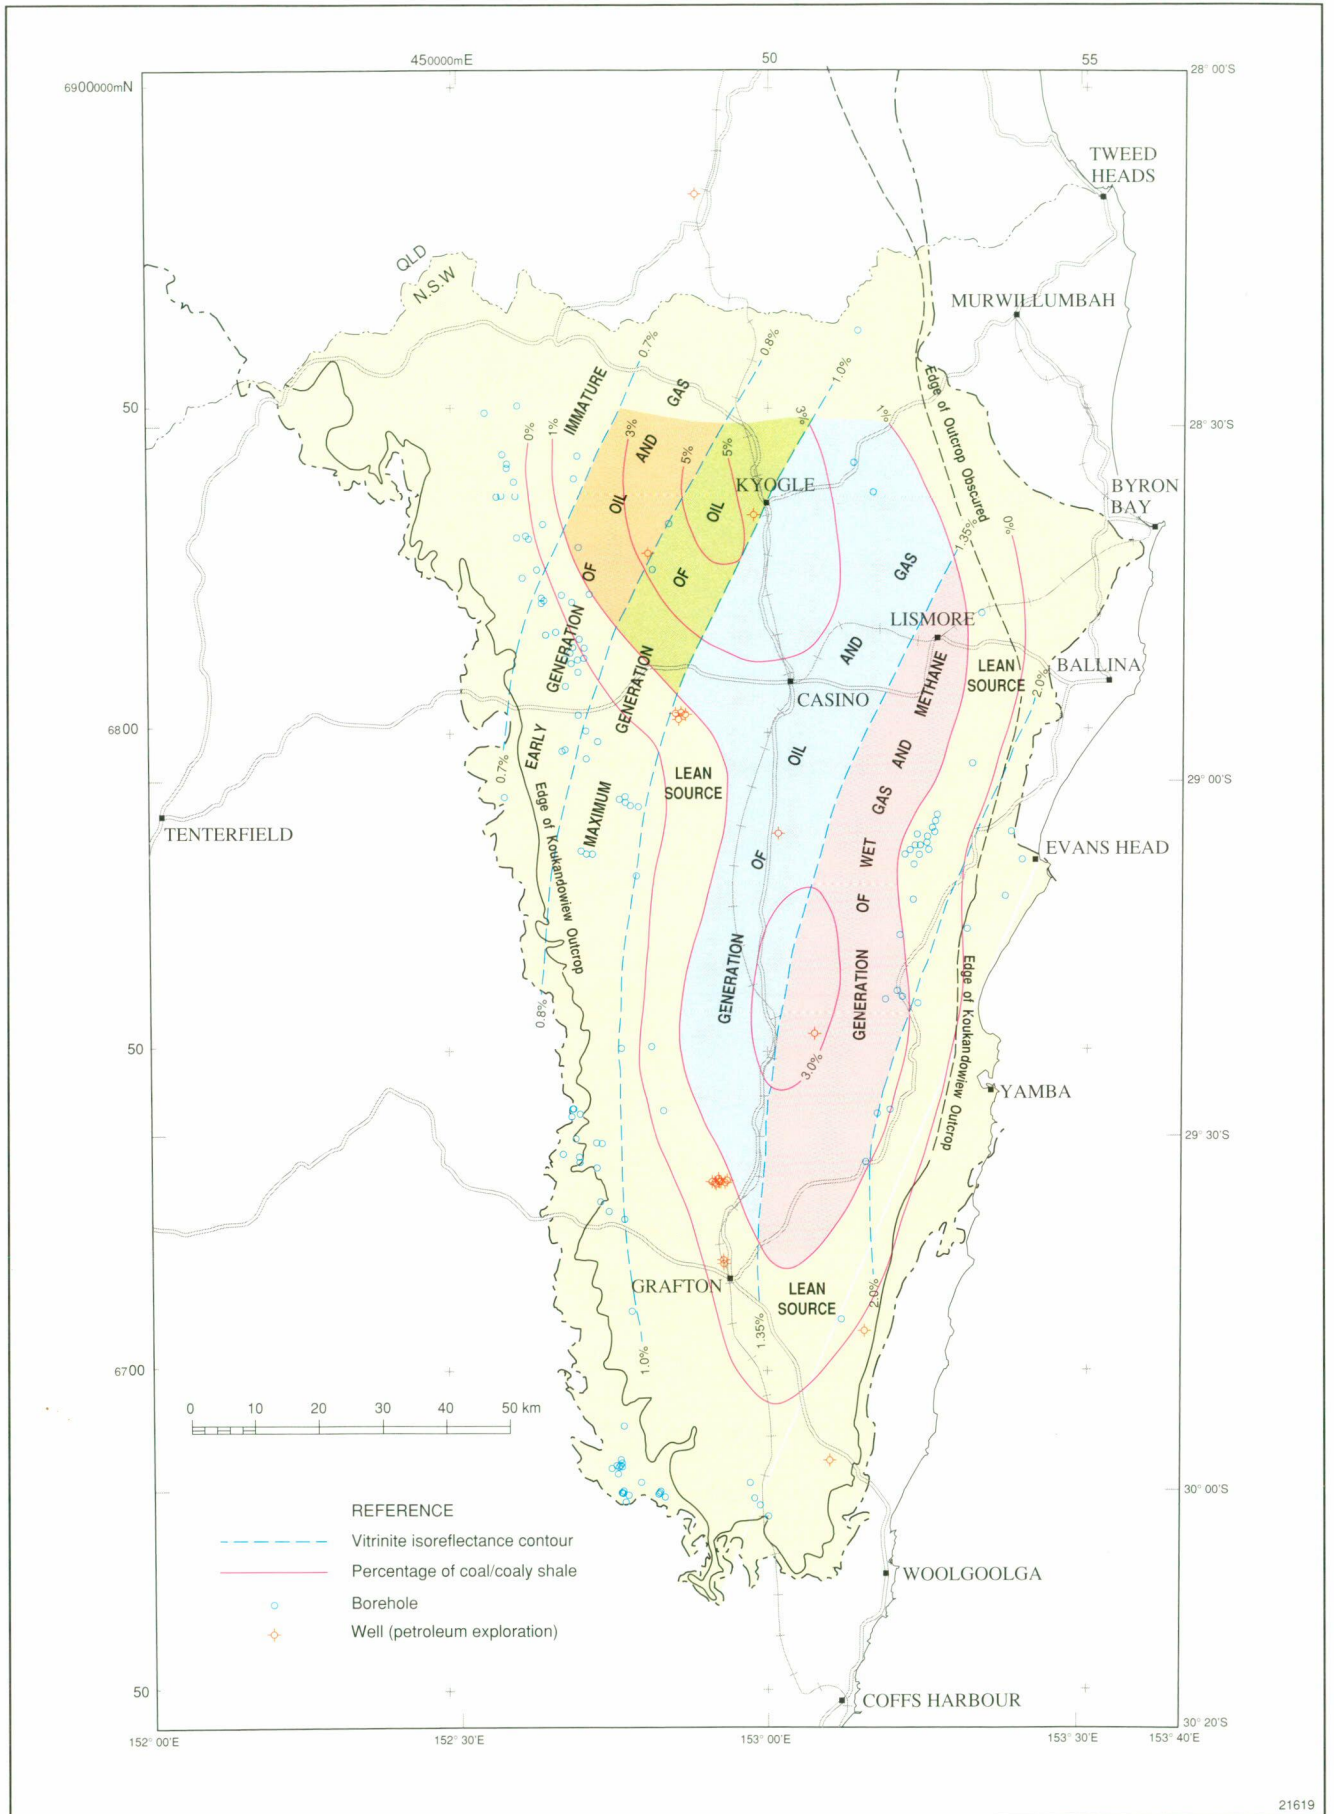 450000mE
50
55
6900000mN
28° 00'S
TWEED
HEADS
QLD
N.S.W
MURWILLUMBAH
0.7%
0.8%
1.0%
IMMATURE
GAS
Edge of Outcrop Obscured
50
28° 30'S
0%
1%
3%
AND
5%
5%
3%
1%
KYOGLE
OIL
OIL
BYRON
BAY
1.35%
0%
OF
OF
GAS
LISMORE
GENERATION
GENERATION
AND
METHANE
LEAN
SOURCE
BALLINA
2.0%
CASINO
6800
EARLY
OIL
AND
0.7%
LEAN
SOURCE
29° 00'S
Edge of Koukandowiew Outcrop
MAXIMUM
GAS
TENTERFIELD
EVANS HEAD
OF
WET
OF
GENERATION
GENERATION
Edge of Koukandowiew Outcrop
0.8%
50
3.0%
YAMBA
29° 30'S
GRAFTON
LEAN
SOURCE
2.0%
1.35%
1.0%
6700
0 10 20 30 40 50 km
30° 00'S
REFERENCE
Vitrinite isoreflectance contour
Percentage of coal/coaly shale
Borehole
Well (petroleum exploration)
WOOLGOOLGA
50
COFFS HARBOUR
30° 20'S
152° 00'E
152° 30'E
153° 00'E
153° 30'E
153° 40'E
21619